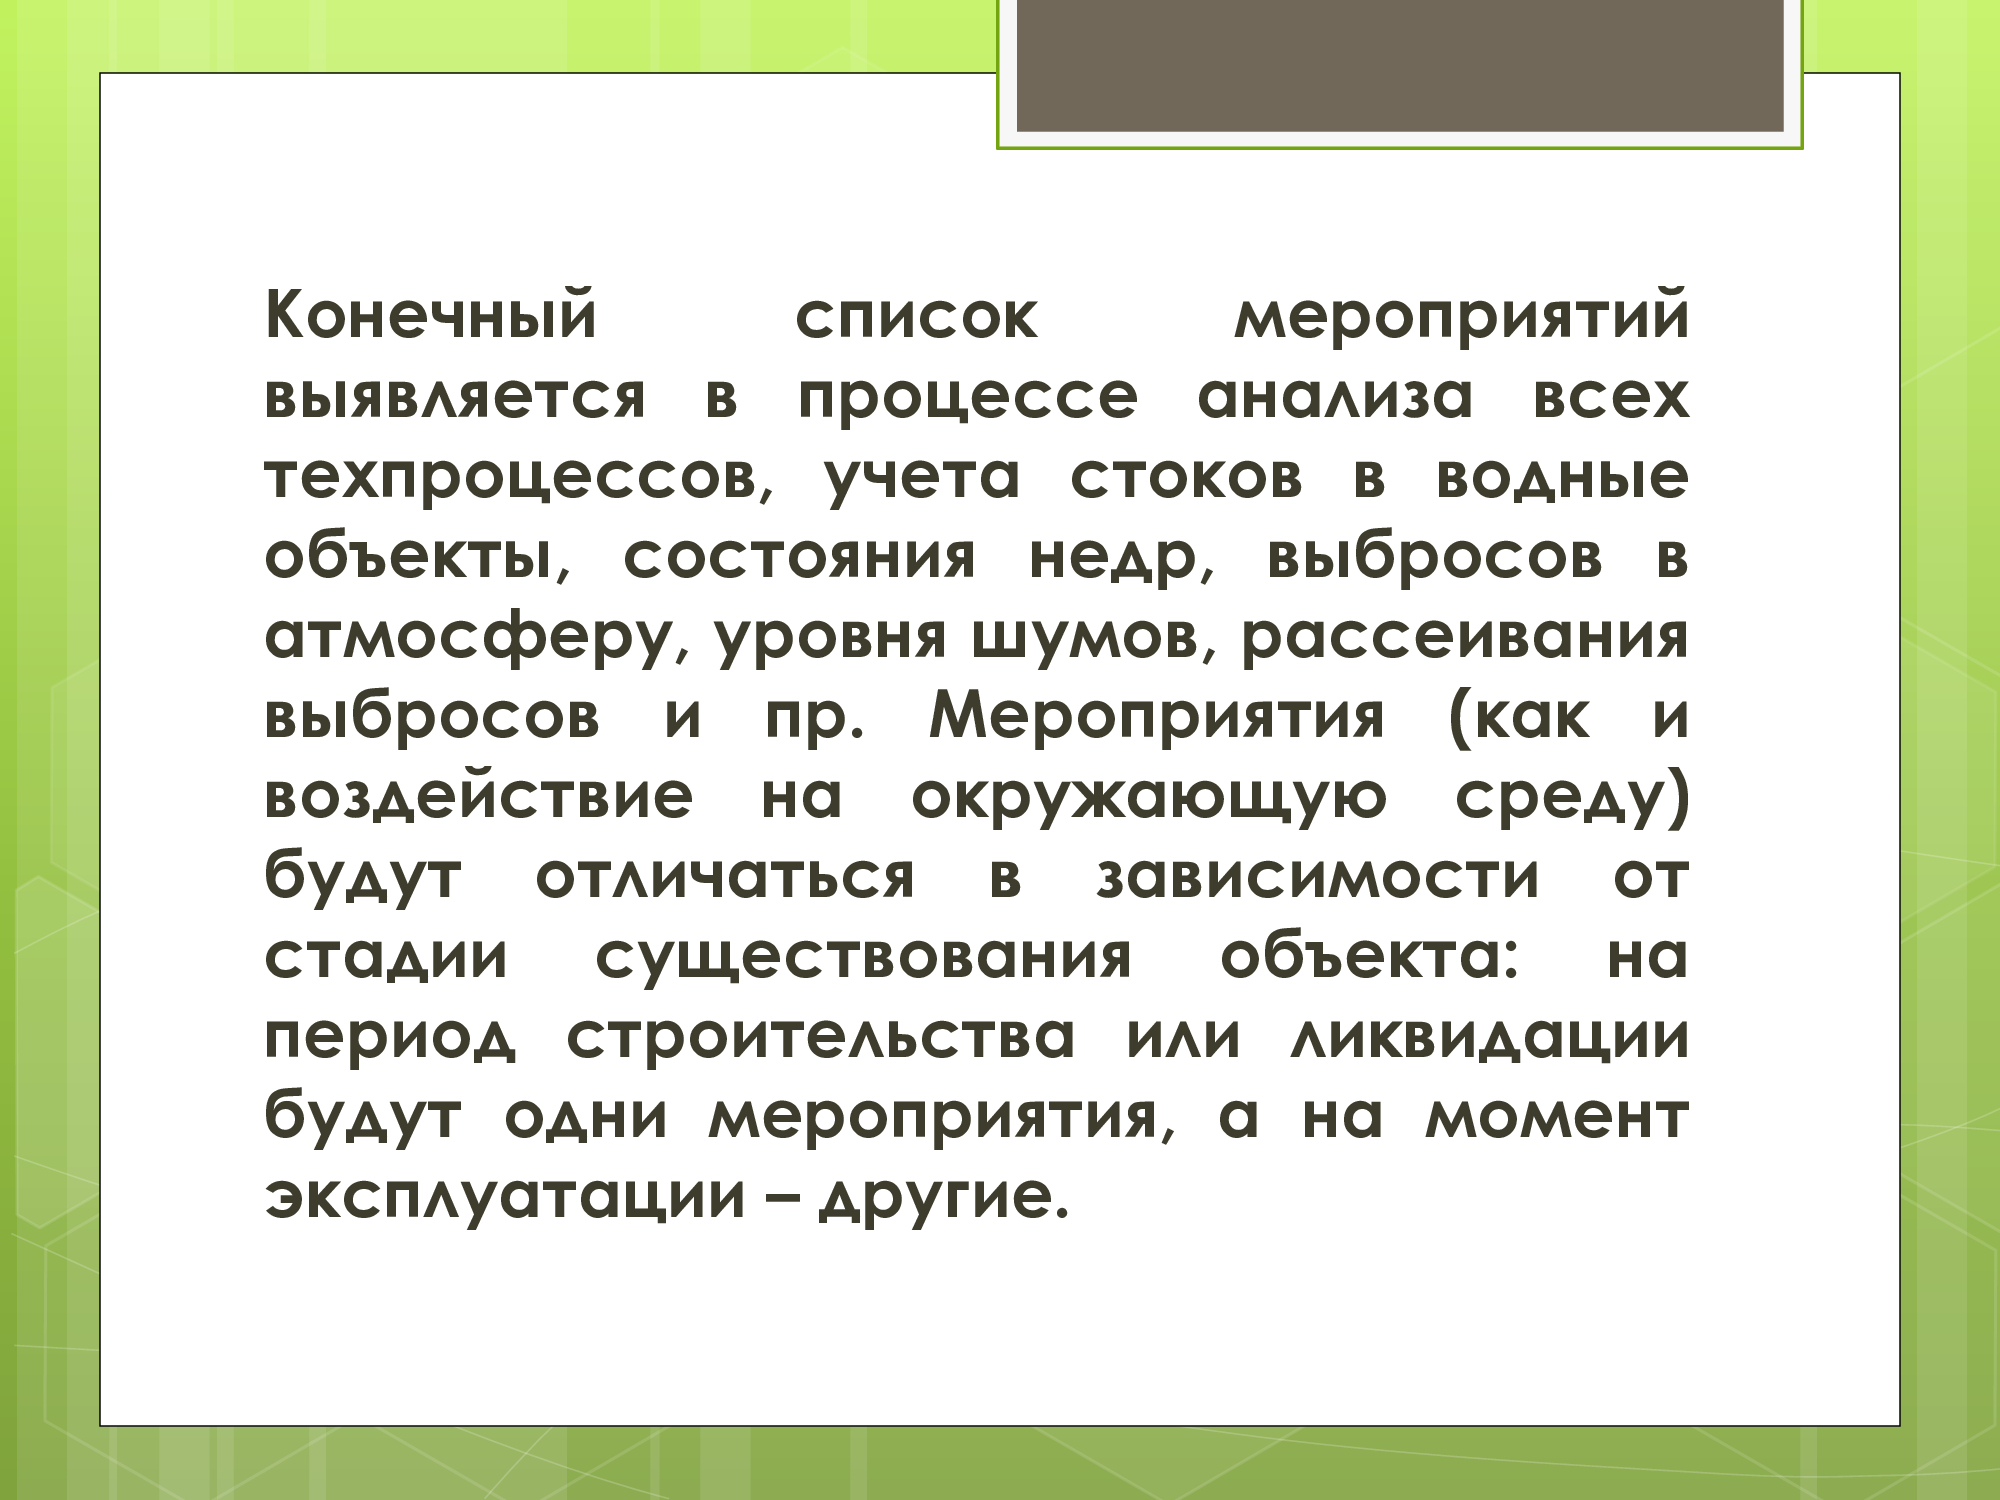 Конечный список мероприятий
выявляется в процессе анализа всех
техпроцессов, учета стоков в водные
объекты, состояния недр, выбросов в
атмосферу, уровня шумов, рассеивания
выбросов и пр. Мероприятия (как и
воздействие на окружающую среду)
будут отличаться в зависимости от
стадии существования объекта: на
период строительства или ликвидации
будут одни мероприятия, а на момент
эксплуатации – другие.